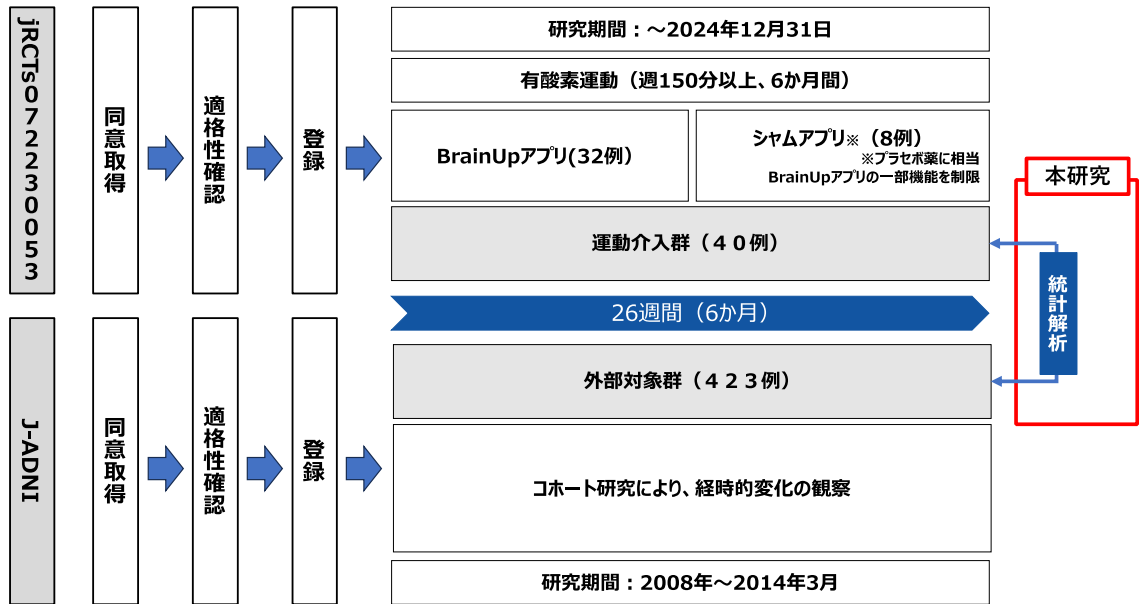 jRCTs072230053
同意取得
適格性確認
登録
研究期間：～2024年12月31日
有酸素運動（週150分以上、6か月間）
BrainUpアプリ(32例）
シャムアプリ※（8例）
※プラセボ薬に相当
BrainUpアプリの一部機能を制限
運動介入群（４０例）
26週間（6か月）
本研究
統計解析
J-ADNI
同意取得
適格性確認
登録
外部対象群（４２３例）
コホート研究により、経時的変化の観察
研究期間：2008年～2014年3月